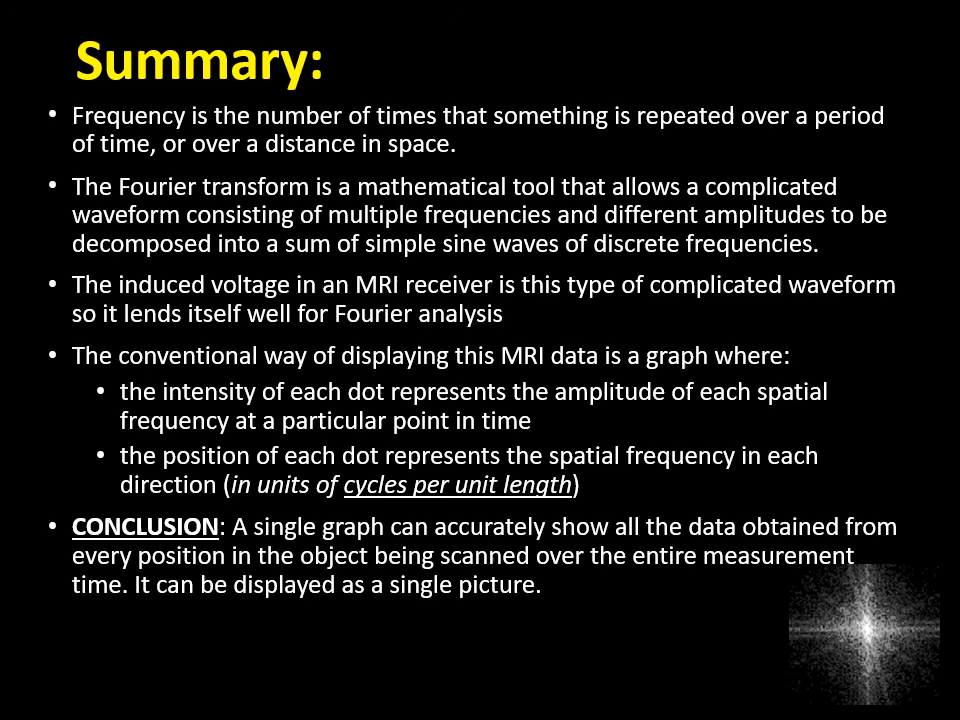 Summary:
• Frequency is the number of times that something is repeated over a period
of time, or over a distance in space.
• The Fourier transform is a mathematical tool that allows a complicated
waveform consisting of multiple frequencies and different amplitudes to be
decomposed into a sum of simple sine waves of discrete frequencies.
• The induced voltage in an MRI receiver is this type of complicated waveform
so it lends itself well for Fourier analysis
• The conventional way of displaying this MRI data is a graph where:
• the intensity of each dot represents the amplitude of each spatial
frequency at a particular point in time
• the position of each dot represents the spatial frequency in each
direction (in units of cycles per unit length)
• CONCLUSION: A single graph can accurately show all the data obtained from
every position in the object being scanned over the entire measurement
time. It can be displayed as a single picture.